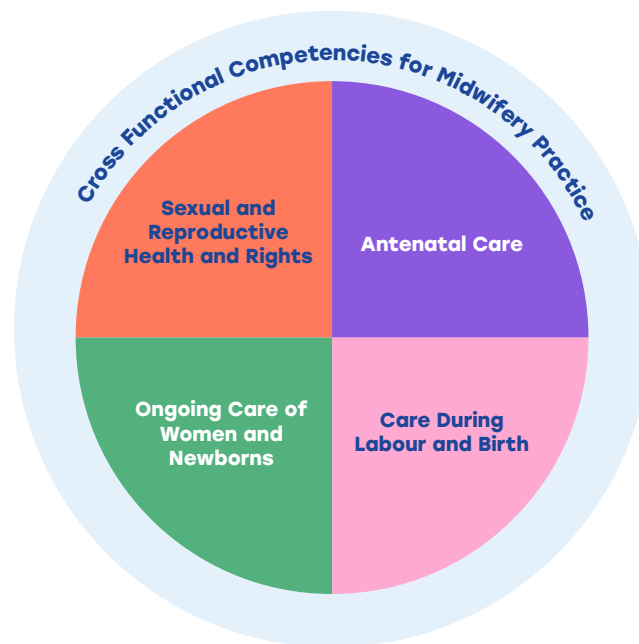 Cross Functional Competencies for Midwifery Practice
Sexual and
Reproductive
Health and Rights
Antenatal Care
Ongoing Care of
Women and
Newborns
Care During
Labour and Birth